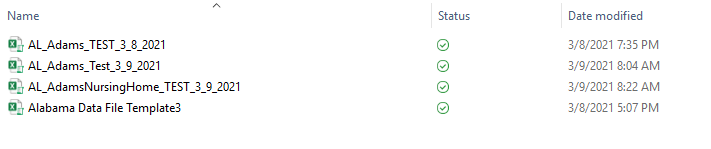 Name Status Date modified
AL_Adams_TEST_3_8_2021 3/8/2021 7:35 PM
AL_Adams_Test_3_9_2021 3/9/2021 8:04 AM
AL_AdamsNursingHome_TEST_3_9_2021 3/9/2021 8:22 AM
Alabama Data File Template3 3/8/2021 5:07 PM